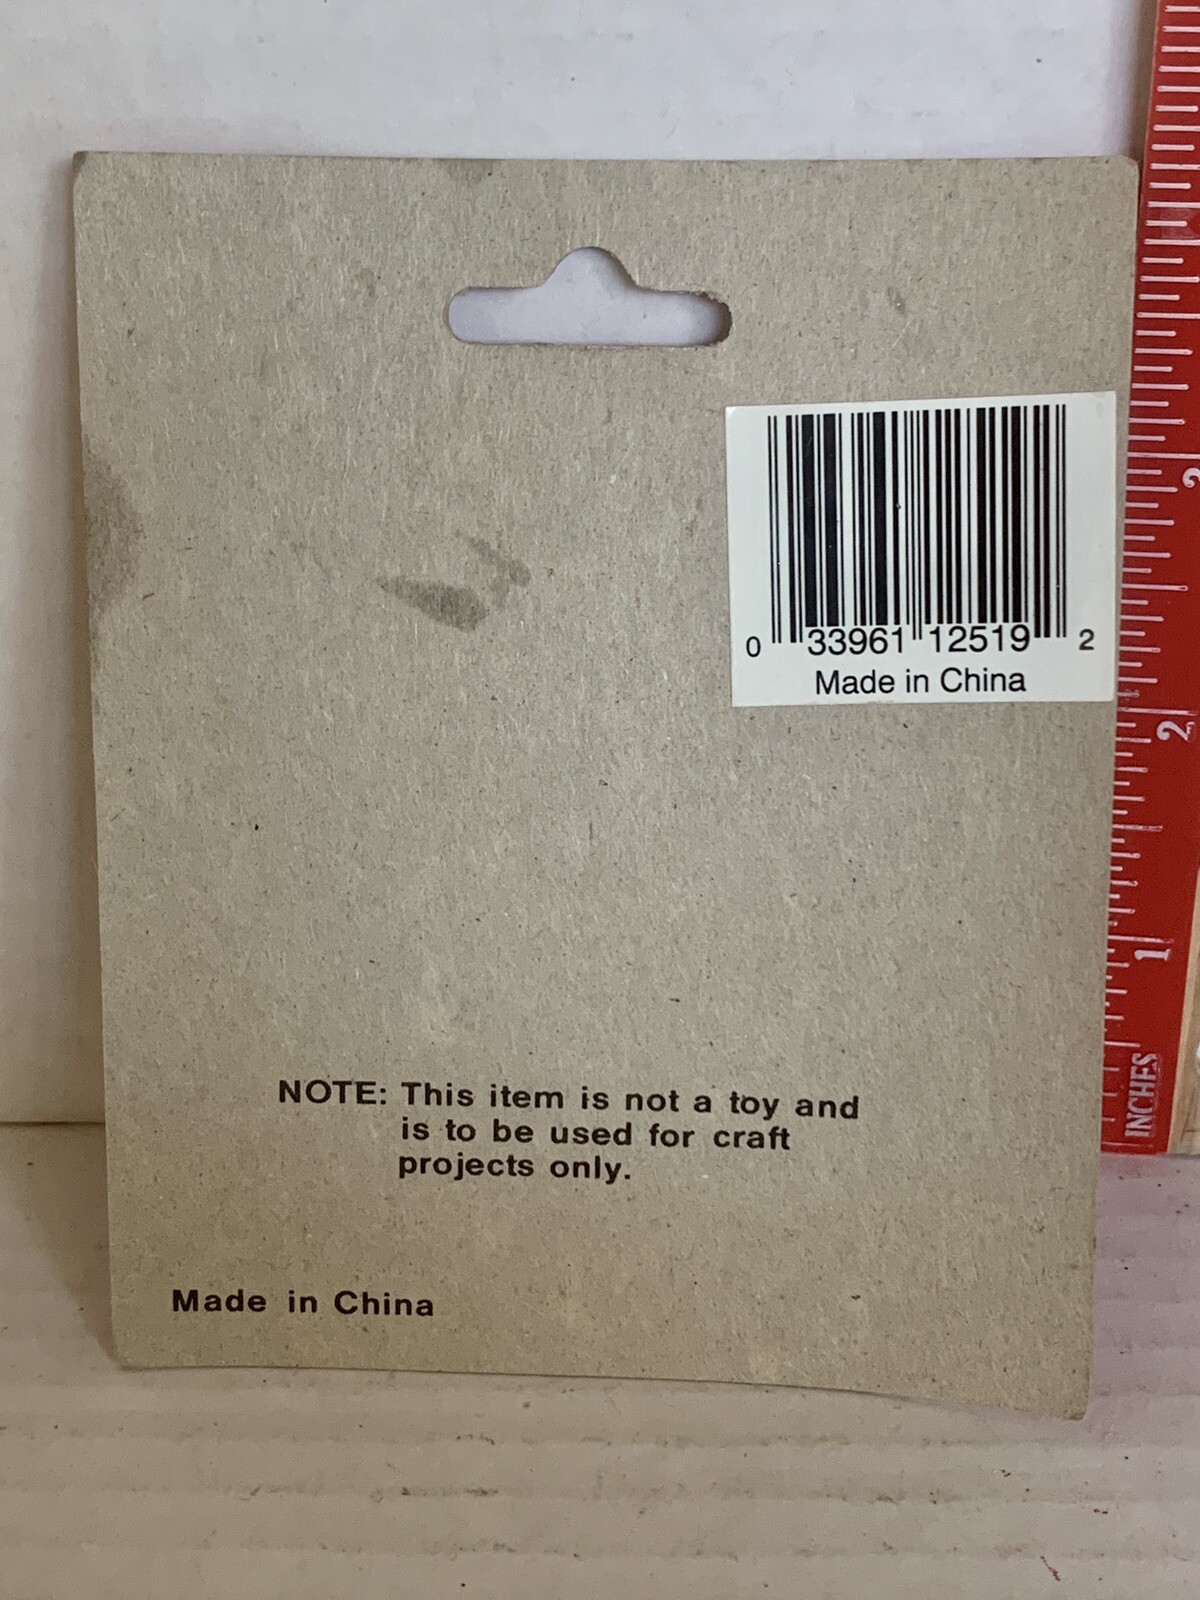 0 33961 12519 2
Made in China
NOTE: This item is not a toy and
is to be used for craft
projects only.
Made in China
2
2
1
INCHES